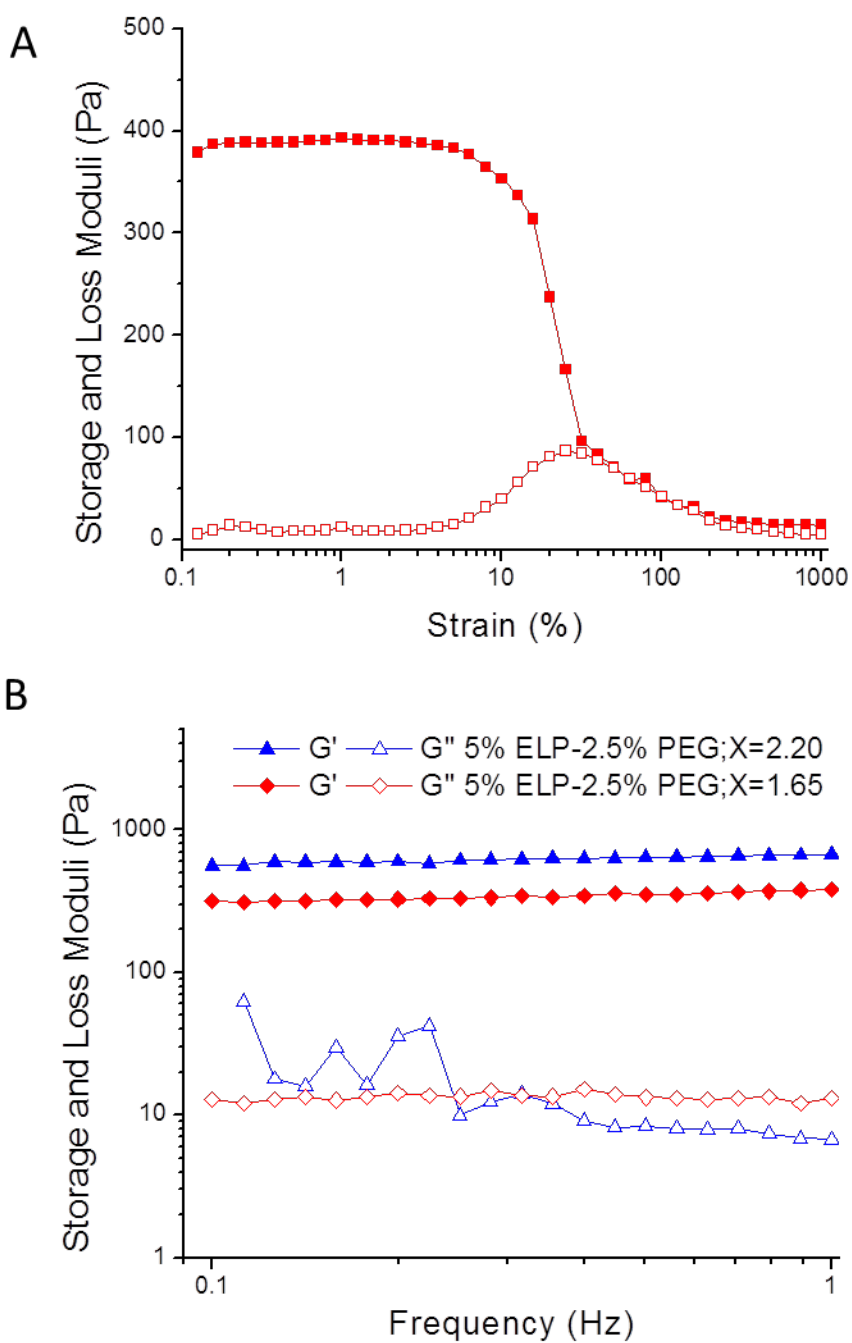 A
Storage and Loss Moduli (Pa)
500
400
300
200
100
0
0.1 1 10 100 1000
Strain (%)
B
Storage and Loss Moduli (Pa)
G' G" 5% ELP-2.5% PEG;X=2.20
G' G" 5% ELP-2.5% PEG;X=1.65
1000
100
10
1
0.1 1
Frequency (Hz)